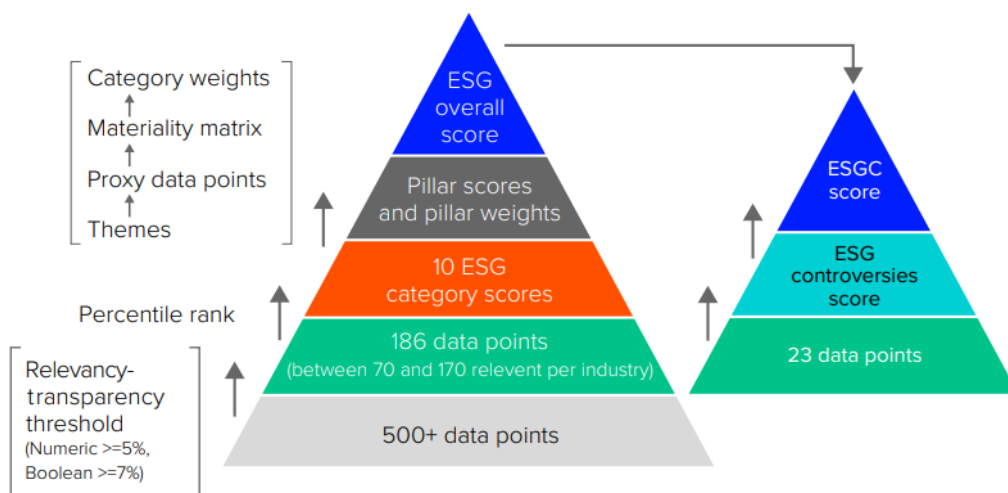 Category weights
Materiality matrix
Proxy data points
Themes
Percentile rank
Relevancy-
transparency
threshold
(Numeric >=5%,
Boolean >=7%)
ESG
overall
score
Pillar scores
and pillar weights
10 ESG
category scores
186 data points
(between 70 and 170 relevent per industry)
500+ data points
ESGC
score
ESG
controversies
score
23 data points